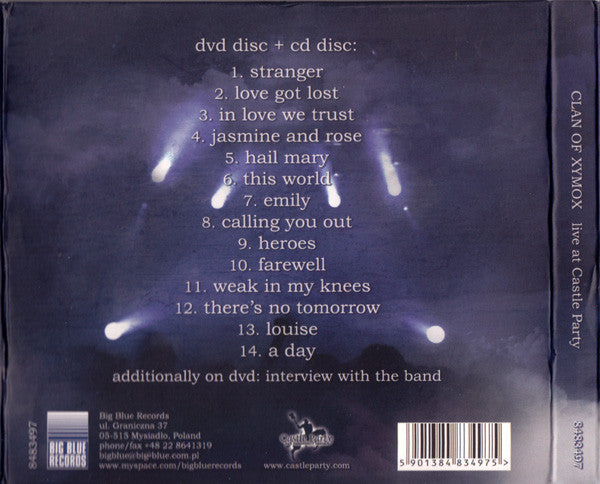 dvd disc + cd disc:
1. stranger
2. love got lost
3. in love we trust
4. jasmine and rose
5. hail mary
6. this world
7. emily
8. calling you out
9. heroes
10. farewell
11. weak in my knees
12. there's no tomorrow
13. louise
14. a day
additionally on dvd: interview with the band
8483497
BIG BLUE
RECORDS
Big Blue Records
ul. Graniczna 37
05-515 Mysiadło, Poland
phone/fax +48 22 8641319
bigblue@bigblue.com.pl
www.myspace.com/bigbluerecords
Castle Party
www.castleparty.com
5 901384 834975 >
CLAN OF XYMOX live at Castle Party
8483497